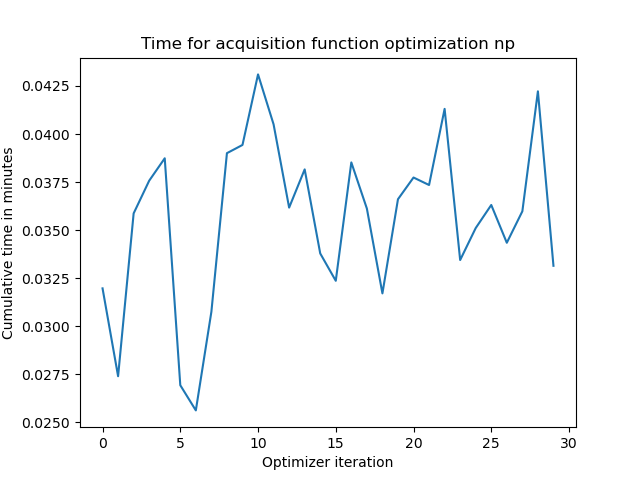 Time for acquisition function optimization np
0.0425
0.0400
0.0375
0.0350
0.0325
0.0300
0.0275
0.0250
Cumulative time in minutes
0 5 10 15 20 25 30
Optimizer iteration